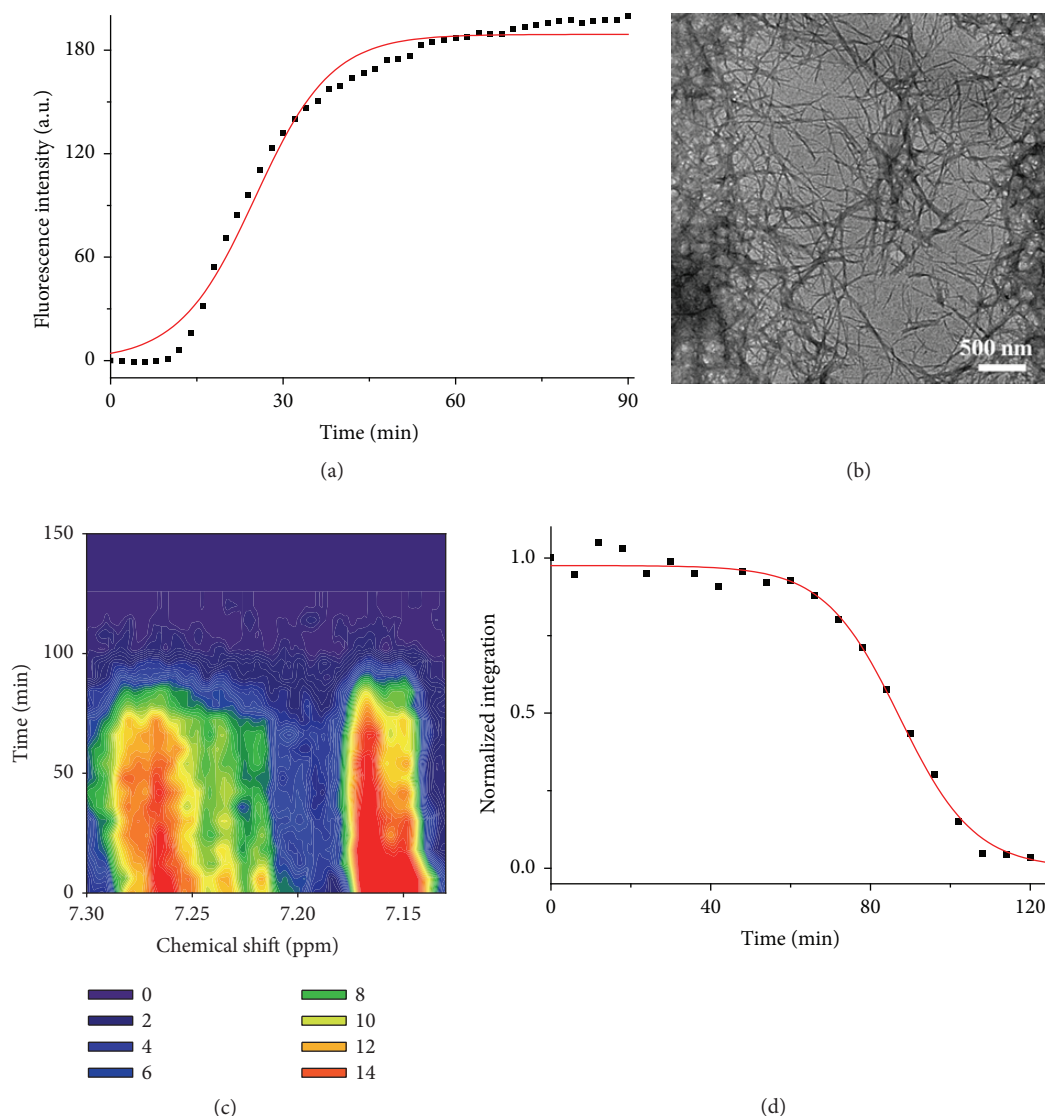 180
120
60
0
Fluorescence intensity (a.u.)
0 30 60 90
Time (min)
(a)
500 nm
(b)
150
100
50
0
Time (min)
7.30 7.25 7.20 7.15
Chemical shift (ppm)
0 8
2 10
4 12
6 14
(c)
1.0
0.5
0.0
Normalized integration
0 40 80 120
Time (min)
(d)